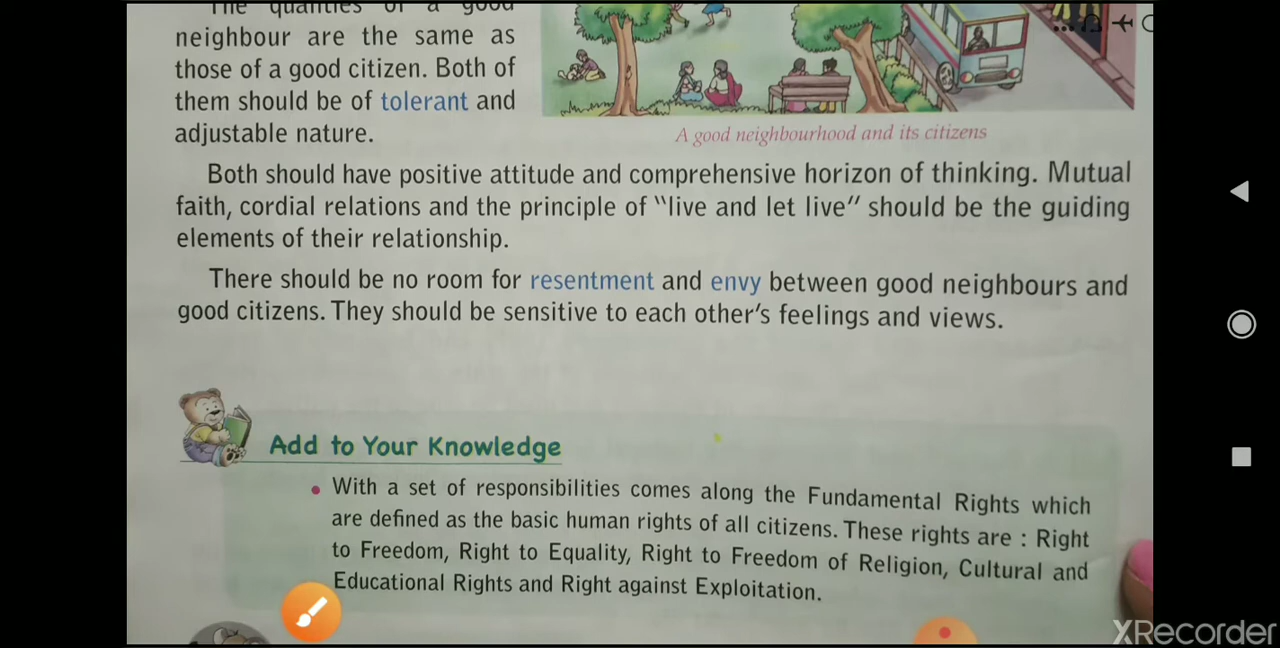 The qualities of a good
neighbour are the same as
those of a good citizen. Both of
them should be of tolerant and
adjustable nature.
A good neighbourhood and its citizens
Both should have positive attitude and comprehensive horizon of thinking. Mutual
faith, cordial relations and the principle of "live and let live" should be the guiding
elements of their relationship.
There should be no room for resentment and envy between good neighbours and
good citizens. They should be sensitive to each other's feelings and views.
Add to Your Knowledge
• With a set of responsibilities comes along the Fundamental Rights which
are defined as the basic human rights of all citizens. These rights are : Right
to Freedom, Right to Equality, Right to Freedom of Religion, Cultural and
Educational Rights and Right against Exploitation.
XRecorder